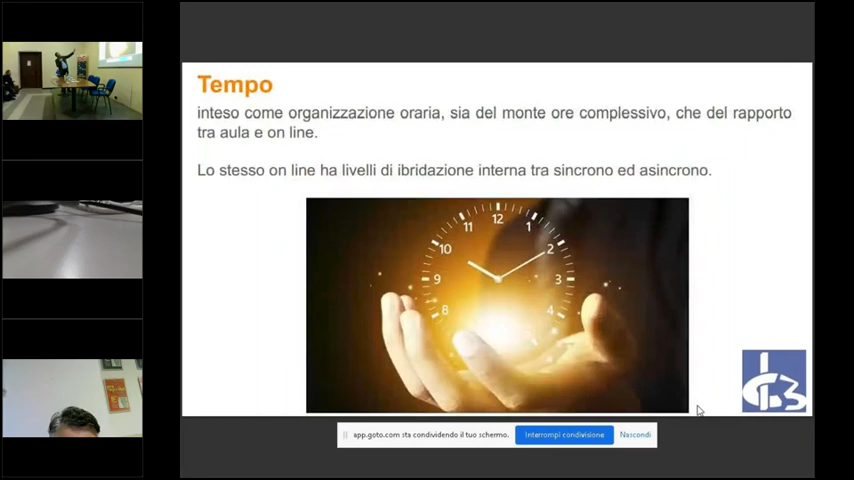 Tempo
inteso come organizzazione oraria, sia del monte ore complessivo, che del rapporto
tra aula e on line.
Lo stesso on line ha livelli di ibridazione interna tra sincrono ed asincrono.
12
11 1
10 2
9 3
8 4
app.goto.com sta condividendo il tuo schermo. Interrompi condivisione Nascondi